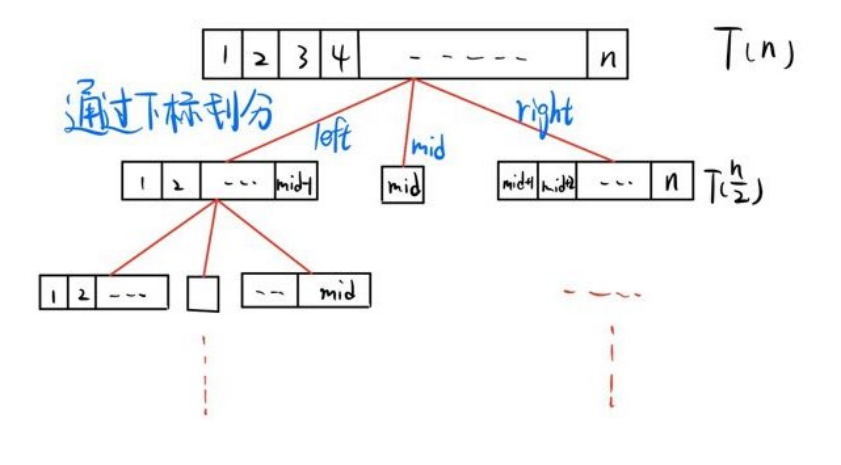 1 2 3 4 ----- n T(n)
通过下标划分
left mid right
1 2 --- mid-1 mid mid+1 mid+2 --- n T(n/2)
1 2 --- -- mid